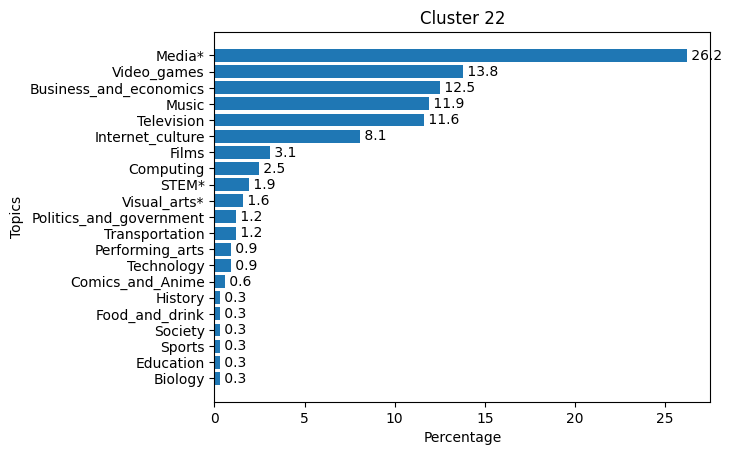 Cluster 22
Topics
Media* 26.2
Video_games 13.8
Business_and_economics 12.5
Music 11.9
Television 11.6
Internet_culture 8.1
Films 3.1
Computing 2.5
STEM* 1.9
Visual_arts* 1.6
Politics_and_government 1.2
Transportation 1.2
Performing_arts 0.9
Technology 0.9
Comics_and_Anime 0.6
History 0.3
Food_and_drink 0.3
Society 0.3
Sports 0.3
Education 0.3
Biology 0.3
0 5 10 15 20 25
Percentage